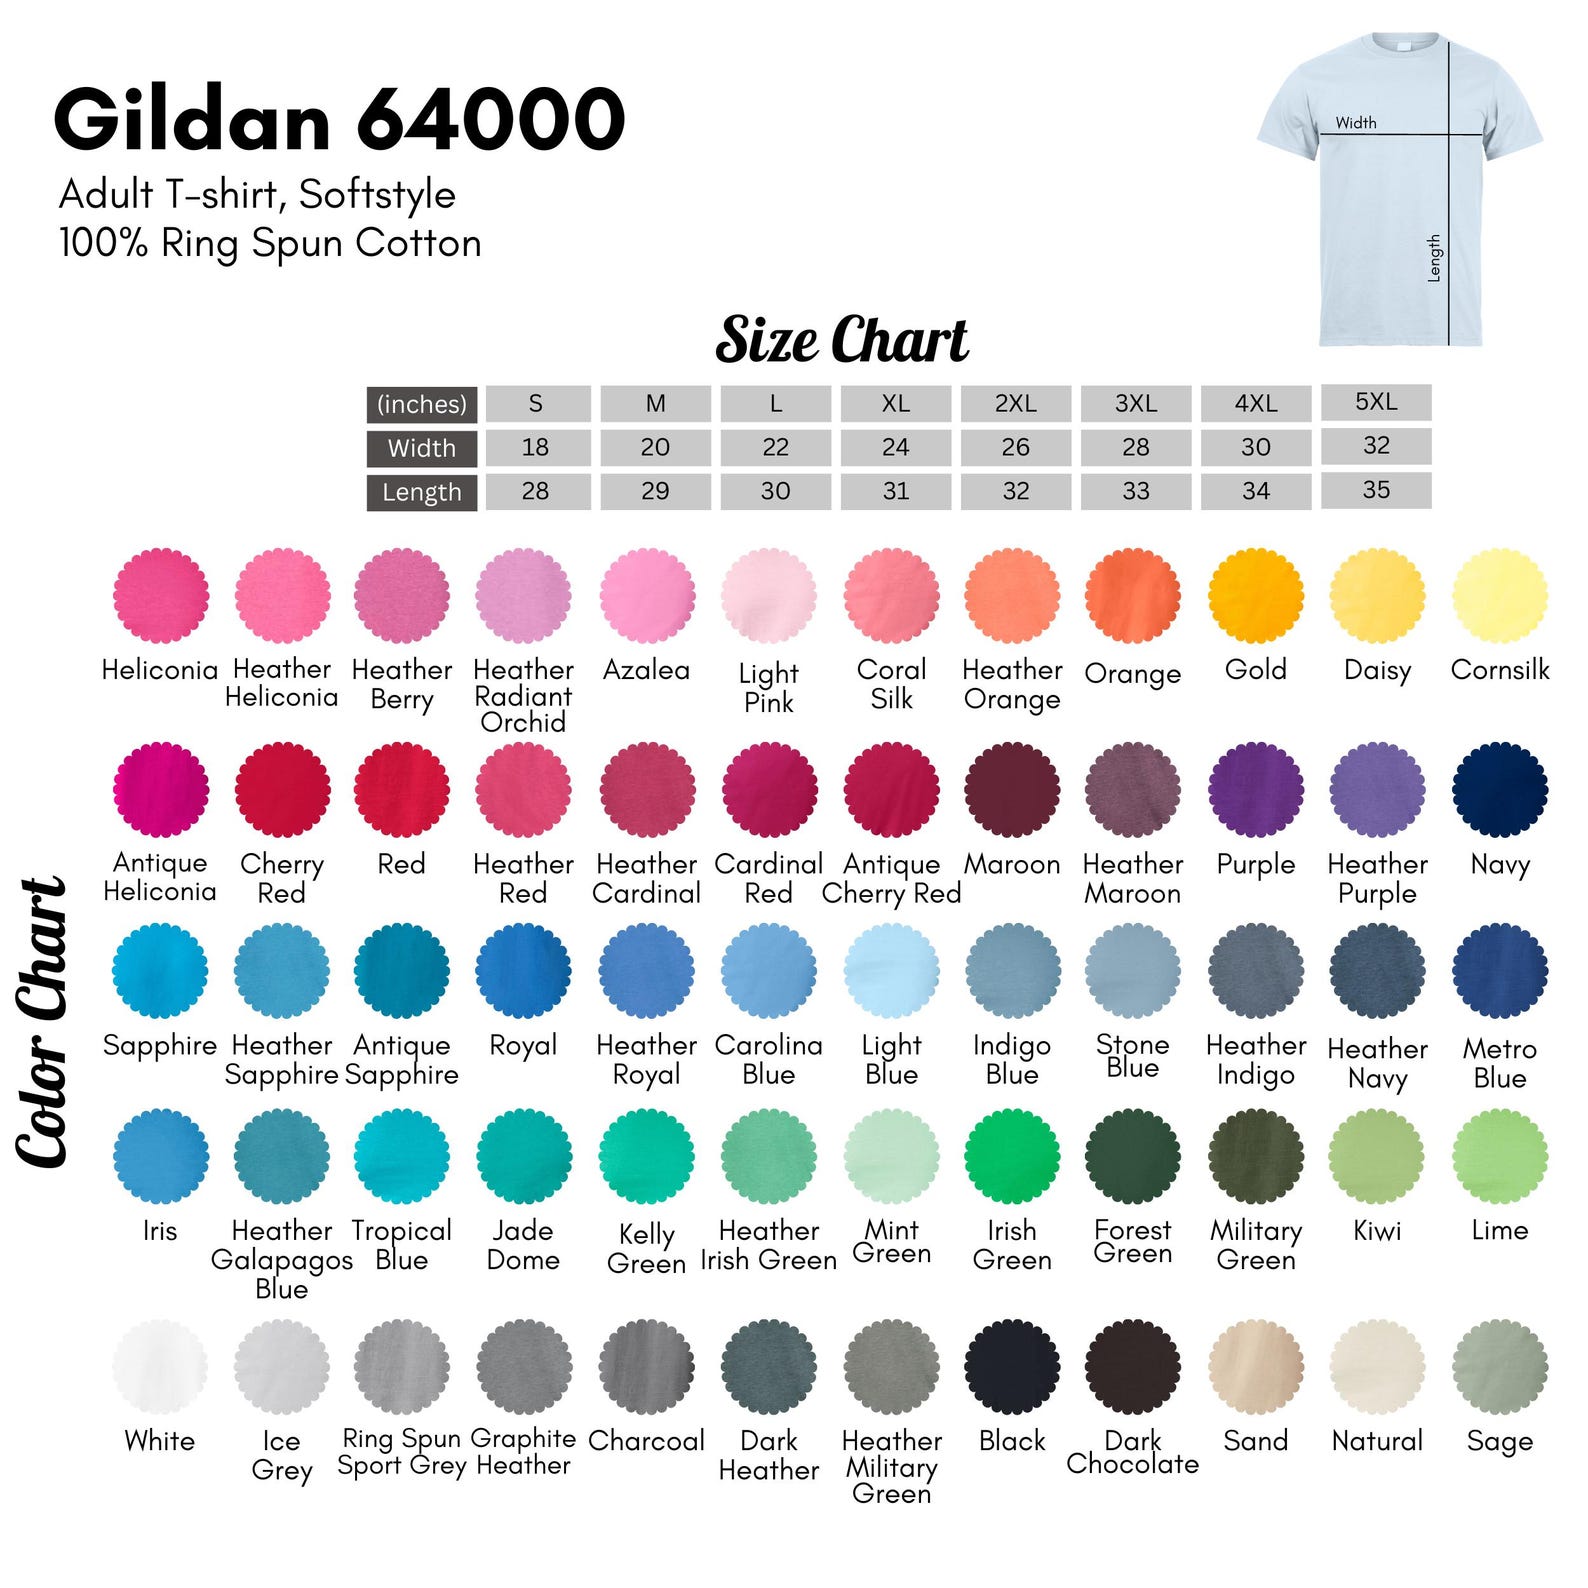 Gildan 64000
Adult T-shirt, Softstyle
100% Ring Spun Cotton
Width
Length
Size Chart
(inches) S M L XL 2XL 3XL 4XL 5XL
Width 18 20 22 24 26 28 30 32
Length 28 29 30 31 32 33 34 35
Color Chart
Heliconia
Heather
Heliconia
Heather
Berry
Heather
Radiant
Orchid
Azalea
Light
Pink
Coral
Silk
Heather
Orange
Orange
Gold
Daisy
Cornsilk
Antique
Heliconia
Cherry
Red
Red
Heather
Red
Heather
Cardinal
Cardinal
Red
Antique
Cherry Red
Maroon
Heather
Maroon
Purple
Heather
Purple
Navy
Sapphire
Heather
Sapphire
Antique
Sapphire
Royal
Heather
Royal
Carolina
Blue
Light
Blue
Indigo
Blue
Stone
Blue
Heather
Indigo
Heather
Navy
Metro
Blue
Iris
Heather
Galapagos
Blue
Tropical
Blue
Jade
Dome
Kelly
Green
Heather
Irish Green
Mint
Green
Irish
Green
Forest
Green
Military
Green
Kiwi
Lime
White
Ice
Grey
Ring Spun
Sport Grey
Graphite
Heather
Charcoal
Dark
Heather
Heather
Military
Green
Black
Dark
Chocolate
Sand
Natural
Sage